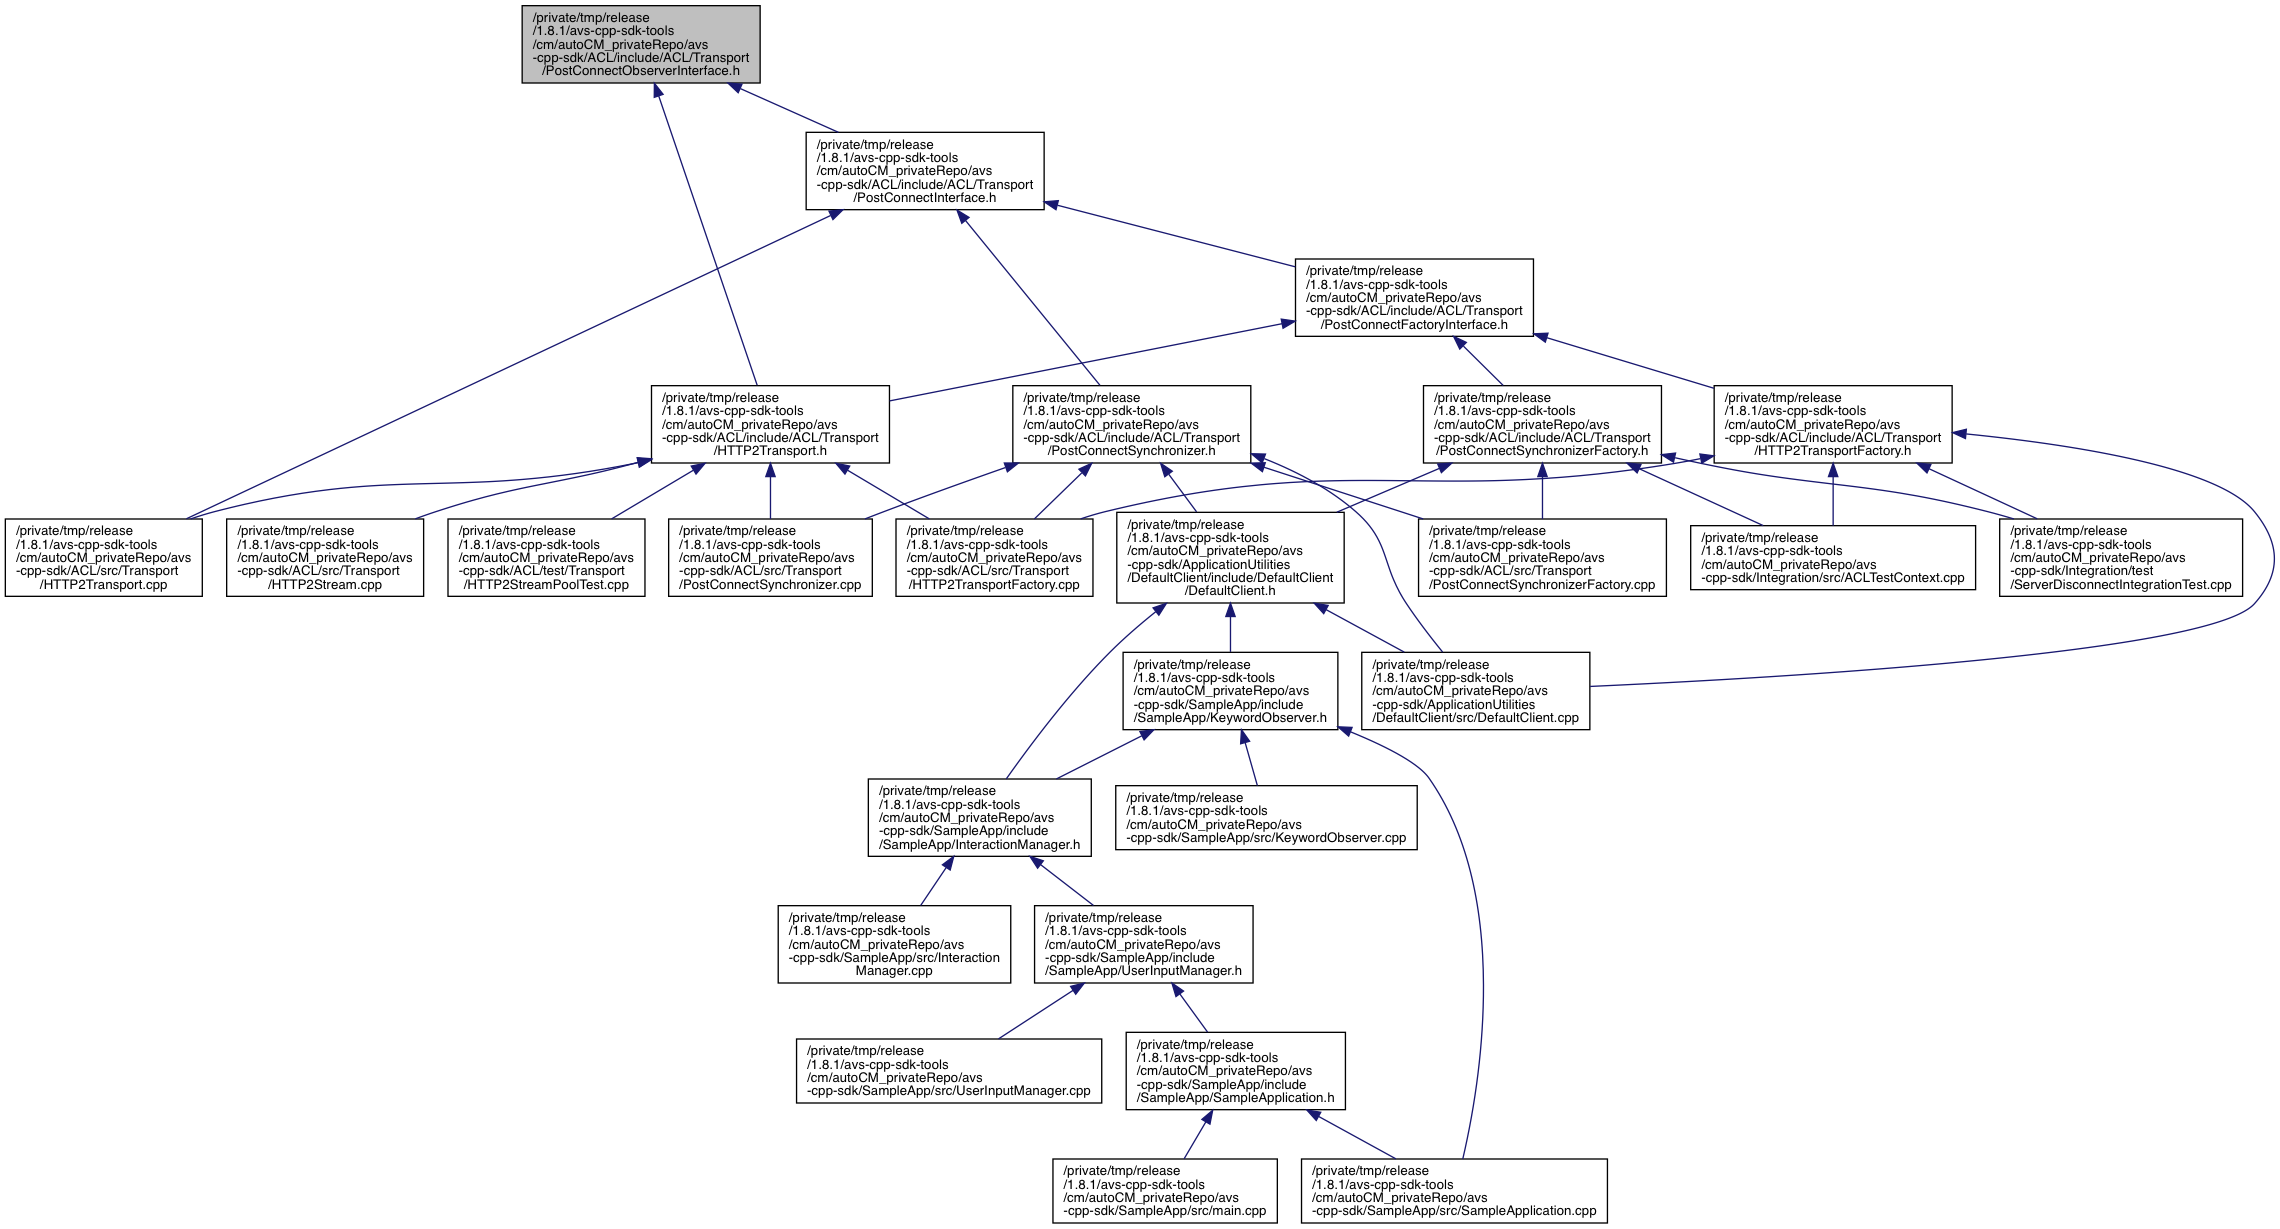 /private/tmp/release
/1.8.1/avs-cpp-sdk-tools
/cm/autoCM_privateRepo/avs
-cpp-sdk/ACL/include/ACL/Transport
/PostConnectObserverInterface.h
/private/tmp/release
/1.8.1/avs-cpp-sdk-tools
/cm/autoCM_privateRepo/avs
-cpp-sdk/ACL/include/ACL/Transport
/PostConnectInterface.h
/private/tmp/release
/1.8.1/avs-cpp-sdk-tools
/cm/autoCM_privateRepo/avs
-cpp-sdk/ACL/include/ACL/Transport
/PostConnectFactoryInterface.h
/private/tmp/release
/1.8.1/avs-cpp-sdk-tools
/cm/autoCM_privateRepo/avs
-cpp-sdk/ACL/include/ACL/Transport
/HTTP2Transport.h
/private/tmp/release
/1.8.1/avs-cpp-sdk-tools
/cm/autoCM_privateRepo/avs
-cpp-sdk/ACL/include/ACL/Transport
/PostConnectSynchronizer.h
/private/tmp/release
/1.8.1/avs-cpp-sdk-tools
/cm/autoCM_privateRepo/avs
-cpp-sdk/ACL/include/ACL/Transport
/PostConnectSynchronizerFactory.h
/private/tmp/release
/1.8.1/avs-cpp-sdk-tools
/cm/autoCM_privateRepo/avs
-cpp-sdk/ACL/include/ACL/Transport
/HTTP2TransportFactory.h
/private/tmp/release
/1.8.1/avs-cpp-sdk-tools
/cm/autoCM_privateRepo/avs
-cpp-sdk/ACL/src/Transport
/HTTP2Transport.cpp
/private/tmp/release
/1.8.1/avs-cpp-sdk-tools
/cm/autoCM_privateRepo/avs
-cpp-sdk/ACL/src/Transport
/HTTP2Stream.cpp
/private/tmp/release
/1.8.1/avs-cpp-sdk-tools
/cm/autoCM_privateRepo/avs
-cpp-sdk/ACL/test/Transport
/HTTP2StreamPoolTest.cpp
/private/tmp/release
/1.8.1/avs-cpp-sdk-tools
/cm/autoCM_privateRepo/avs
-cpp-sdk/ACL/src/Transport
/PostConnectSynchronizer.cpp
/private/tmp/release
/1.8.1/avs-cpp-sdk-tools
/cm/autoCM_privateRepo/avs
-cpp-sdk/ACL/src/Transport
/HTTP2TransportFactory.cpp
/private/tmp/release
/1.8.1/avs-cpp-sdk-tools
/cm/autoCM_privateRepo/avs
-cpp-sdk/ApplicationUtilities
/DefaultClient/include/DefaultClient
/DefaultClient.h
/private/tmp/release
/1.8.1/avs-cpp-sdk-tools
/cm/autoCM_privateRepo/avs
-cpp-sdk/ACL/src/Transport
/PostConnectSynchronizerFactory.cpp
/private/tmp/release
/1.8.1/avs-cpp-sdk-tools
/cm/autoCM_privateRepo/avs
-cpp-sdk/Integration/src/ACLTestContext.cpp
/private/tmp/release
/1.8.1/avs-cpp-sdk-tools
/cm/autoCM_privateRepo/avs
-cpp-sdk/Integration/test
/ServerDisconnectIntegrationTest.cpp
/private/tmp/release
/1.8.1/avs-cpp-sdk-tools
/cm/autoCM_privateRepo/avs
-cpp-sdk/SampleApp/include
/SampleApp/KeywordObserver.h
/private/tmp/release
/1.8.1/avs-cpp-sdk-tools
/cm/autoCM_privateRepo/avs
-cpp-sdk/ApplicationUtilities
/DefaultClient/src/DefaultClient.cpp
/private/tmp/release
/1.8.1/avs-cpp-sdk-tools
/cm/autoCM_privateRepo/avs
-cpp-sdk/SampleApp/include
/SampleApp/InteractionManager.h
/private/tmp/release
/1.8.1/avs-cpp-sdk-tools
/cm/autoCM_privateRepo/avs
-cpp-sdk/SampleApp/src/KeywordObserver.cpp
/private/tmp/release
/1.8.1/avs-cpp-sdk-tools
/cm/autoCM_privateRepo/avs
-cpp-sdk/SampleApp/src/Interaction
Manager.cpp
/private/tmp/release
/1.8.1/avs-cpp-sdk-tools
/cm/autoCM_privateRepo/avs
-cpp-sdk/SampleApp/include
/SampleApp/UserInputManager.h
/private/tmp/release
/1.8.1/avs-cpp-sdk-tools
/cm/autoCM_privateRepo/avs
-cpp-sdk/SampleApp/src/UserInputManager.cpp
/private/tmp/release
/1.8.1/avs-cpp-sdk-tools
/cm/autoCM_privateRepo/avs
-cpp-sdk/SampleApp/include
/SampleApp/SampleApplication.h
/private/tmp/release
/1.8.1/avs-cpp-sdk-tools
/cm/autoCM_privateRepo/avs
-cpp-sdk/SampleApp/src/main.cpp
/private/tmp/release
/1.8.1/avs-cpp-sdk-tools
/cm/autoCM_privateRepo/avs
-cpp-sdk/SampleApp/src/SampleApplication.cpp